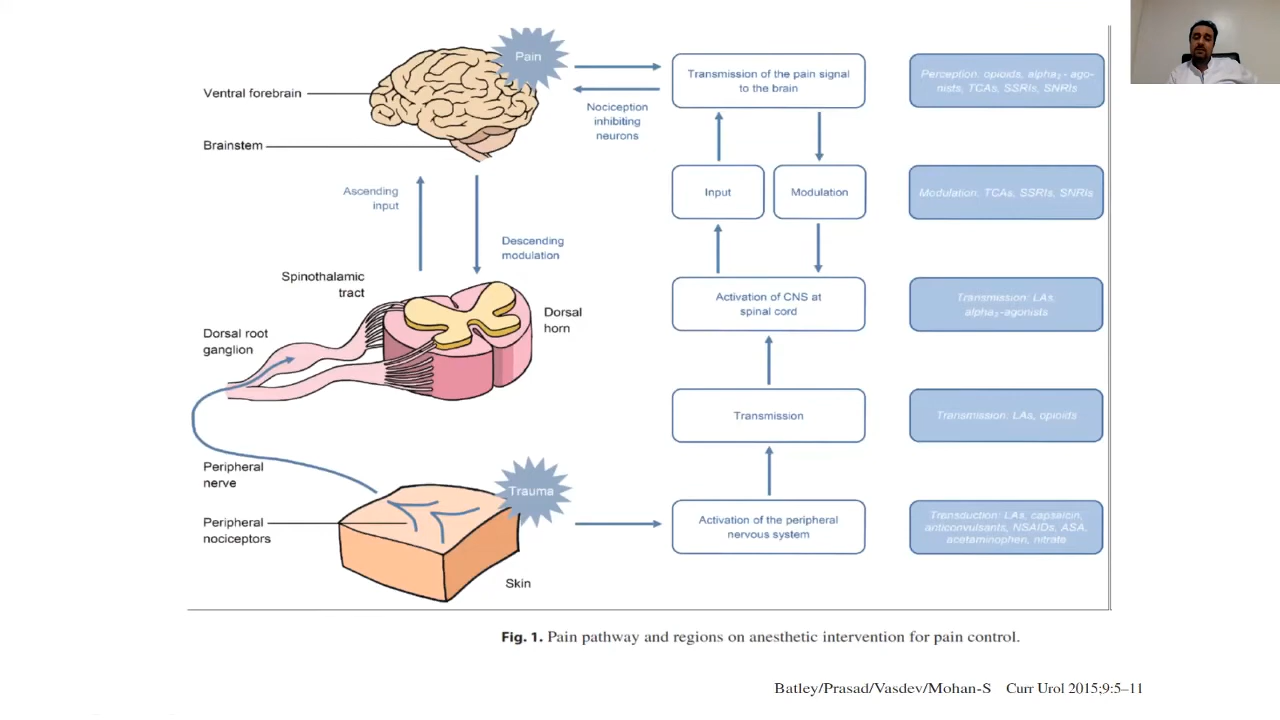 Pain
Ventral forebrain
Brainstem
Ascending
input
Descending
modulation
Nociception
inhibiting
neurons
Spinothalamic
tract
Dorsal
horn
Dorsal root
ganglion
Peripheral
nerve
Peripheral
nociceptors
Trauma
Skin
Transmission of the pain signal
to the brain
Input
Modulation
Activation of CNS at
spinal cord
Transmission
Activation of the peripheral
nervous system
Perception: opioids, alpha₂- ago-
nists, TCAs, SSRIs, SNRIs
Modulation: TCAs, SSRIs, SNRIs
Transmission: LAs,
alpha₂-agonists
Transmission: LAs, opioids
Transduction: LAs, capseicin,
anticonvulsants, NSAIDs, ASA,
acetaminophen, nitrate
Fig. 1. Pain pathway and regions on anesthetic intervention for pain control.
Batley/Prasad/Vasdev/Mohan-S Curr Urol 2015;9:5–11